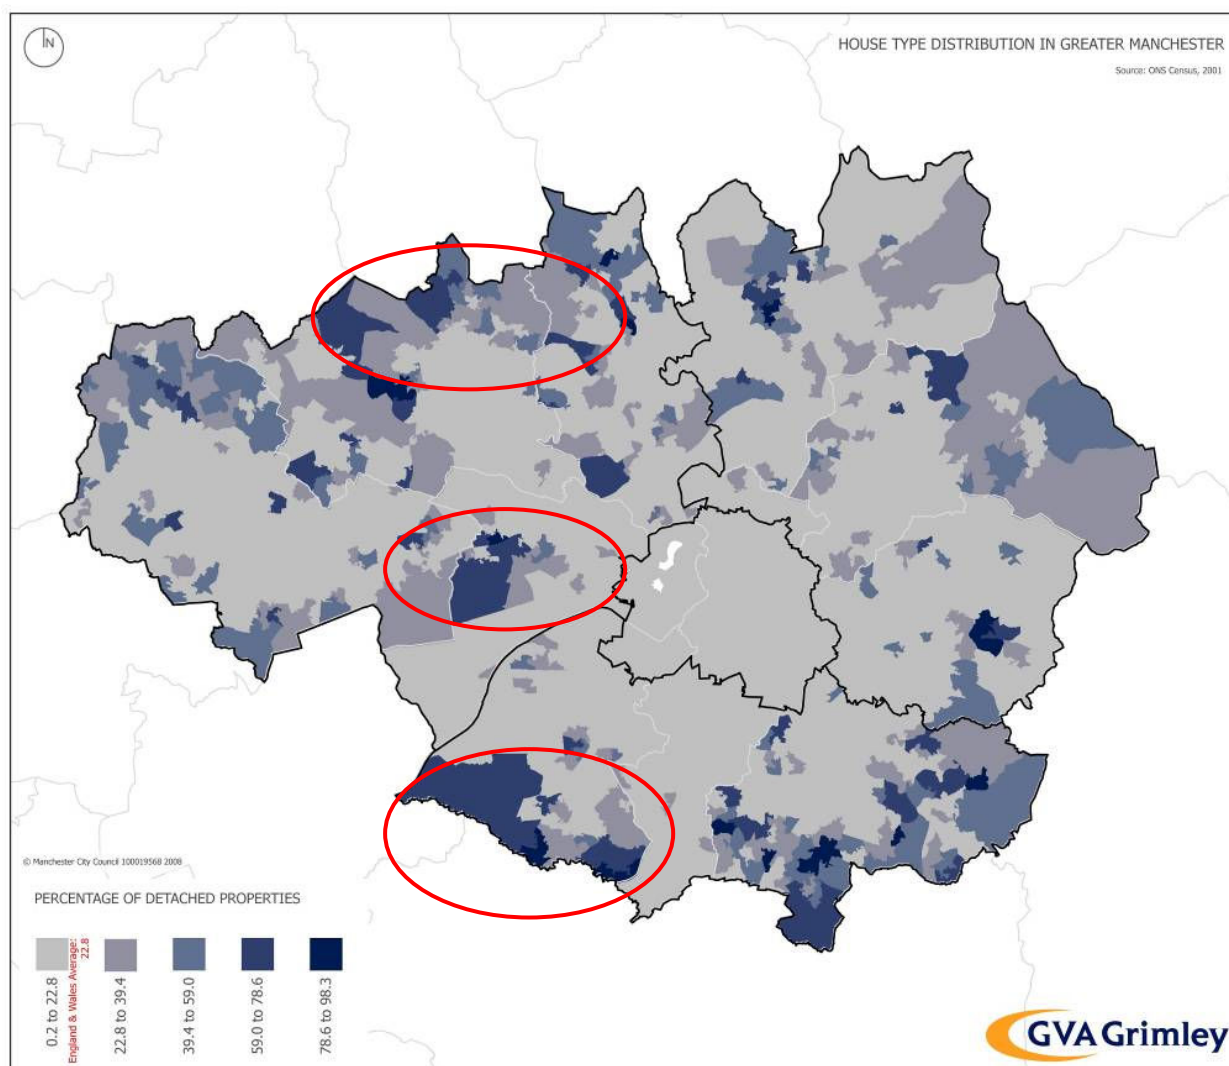 N
HOUSE TYPE DISTRIBUTION IN GREATER MANCHESTER
Source: ONS Census, 2001
© Manchester City Council 100019568 2008
PERCENTAGE OF DETACHED PROPERTIES
0.2 to 22.8
England & Wales Average:
22.8
22.8 to 39.4
39.4 to 59.0
59.0 to 78.6
78.6 to 98.3
GVA Grimley